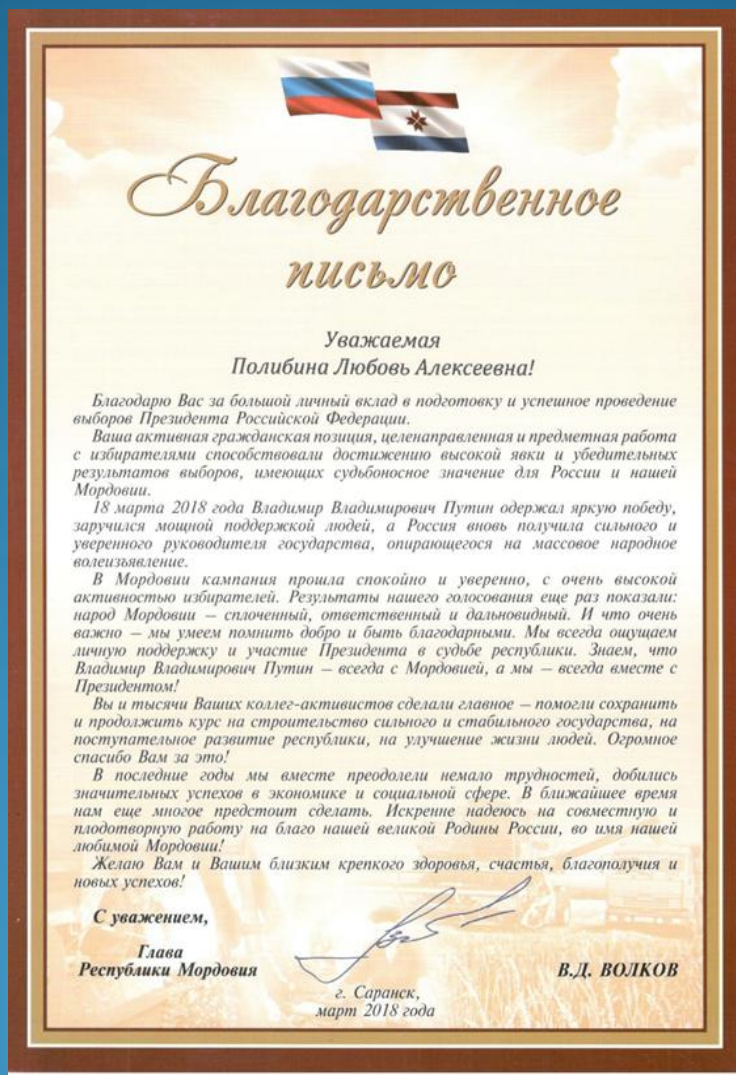 Благодарственное
письмо
Уважаемая
Полибина Любовь Алексеевна!
Благодарю Вас за большой личный вклад в подготовку и успешное проведение
выборов Президента Российской Федерации.
Ваша активная гражданская позиция, целенаправленная и предметная работа
с избирателями способствовали достижению высокой явки и убедительных
результатов выборов, имеющих судьбоносное значение для России и нашей
Мордовии.
18 марта 2018 года Владимир Владимирович Путин одержал яркую победу,
заручился мощной поддержкой людей, а Россия вновь получила сильного и
уверенного руководителя государства, опирающегося на массовое народное
волеизъявление.
В Мордовии кампания прошла спокойно и уверенно, с очень высокой
активностью избирателей. Результаты нашего голосования еще раз показали:
народ Мордовии – сплоченный, ответственный и дальновидный. И что очень
важно – мы умеем помнить добро и быть благодарными. Мы всегда ощущаем
личную поддержку и участие Президента в судьбе республики. Знаем, что
Владимир Владимирович Путин – всегда с Мордовией, а мы – всегда вместе с
Президентом!
Вы и тысячи Ваших коллег-активистов сделали главное – помогли сохранить
и продолжить курс на строительство сильного и стабильного государства, на
поступательное развитие республики, на улучшение жизни людей. Огромное
спасибо Вам за это!
В последние годы мы вместе преодолели немало трудностей, добились
значительных успехов в экономике и социальной сфере. В ближайшее время
нам еще многое предстоит сделать. Искренне надеюсь на совместную и
плодотворную работу на благо нашей великой Родины России, во имя нашей
любимой Мордовии!
Желаю Вам и Вашим близким крепкого здоровья, счастья, благополучия и
новых успехов!
С уважением,
Глава
Республики Мордовия
В.Д. ВОЛКОВ
г. Саранск,
март 2018 года